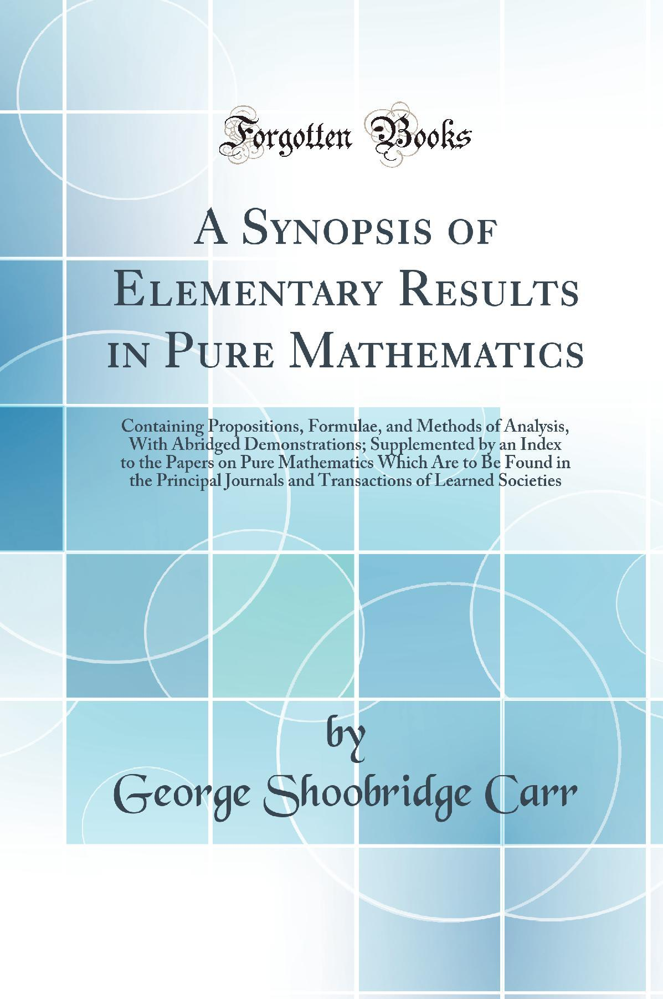 Forgotten Books
A Synopsis of
Elementary Results
in Pure Mathematics
Containing Propositions, Formulae, and Methods of Analysis,
With Abridged Demonstrations; Supplemented by an Index
to the Papers on Pure Mathematics Which Are to Be Found in
the Principal Journals and Transactions of Learned Societies
by
George Shoobridge Carr